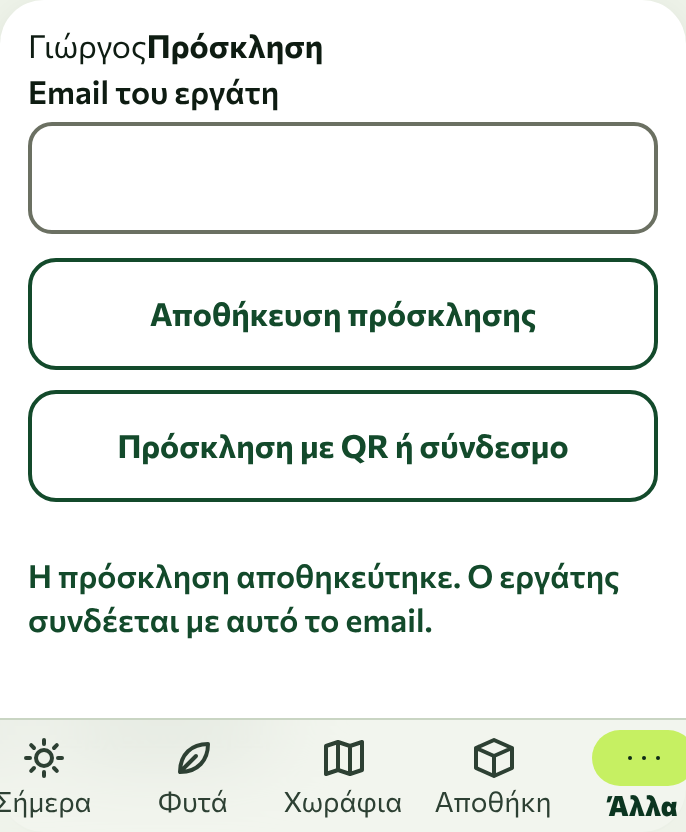 ΓιώργοςΠρόσκληση
Email του εργάτη
Αποθήκευση πρόσκλησης
Πρόσκληση με QR ή σύνδεσμο
Η πρόσκληση αποθηκεύτηκε. Ο εργάτης
συνδέεται με αυτό το email.
Σήμερα Φυτά Χωράφια Αποθήκη Άλλα